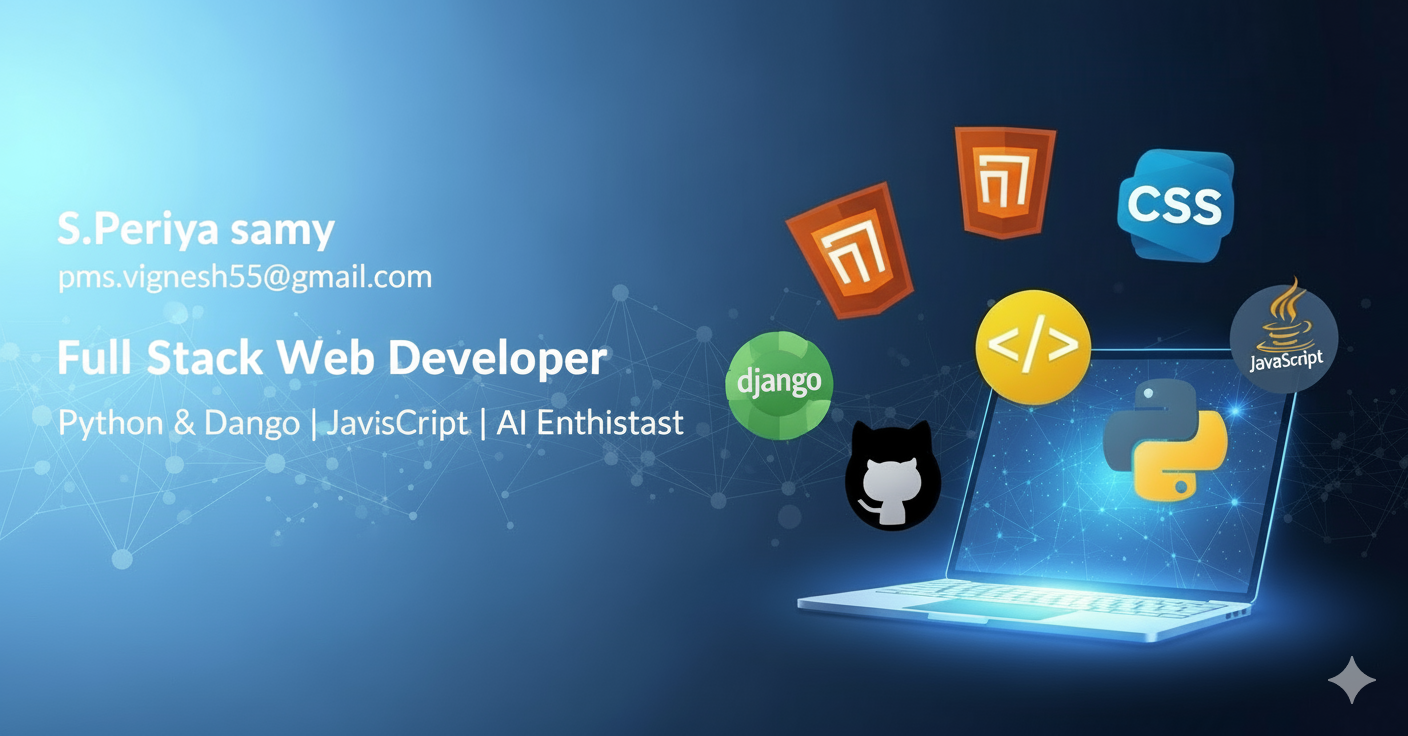 S.Periya samy
pms.vignesh55@gmail.com
Full Stack Web Developer
Python & Dango | JavisCript | AI Enthistast
CSS
</>
JavaScript
django